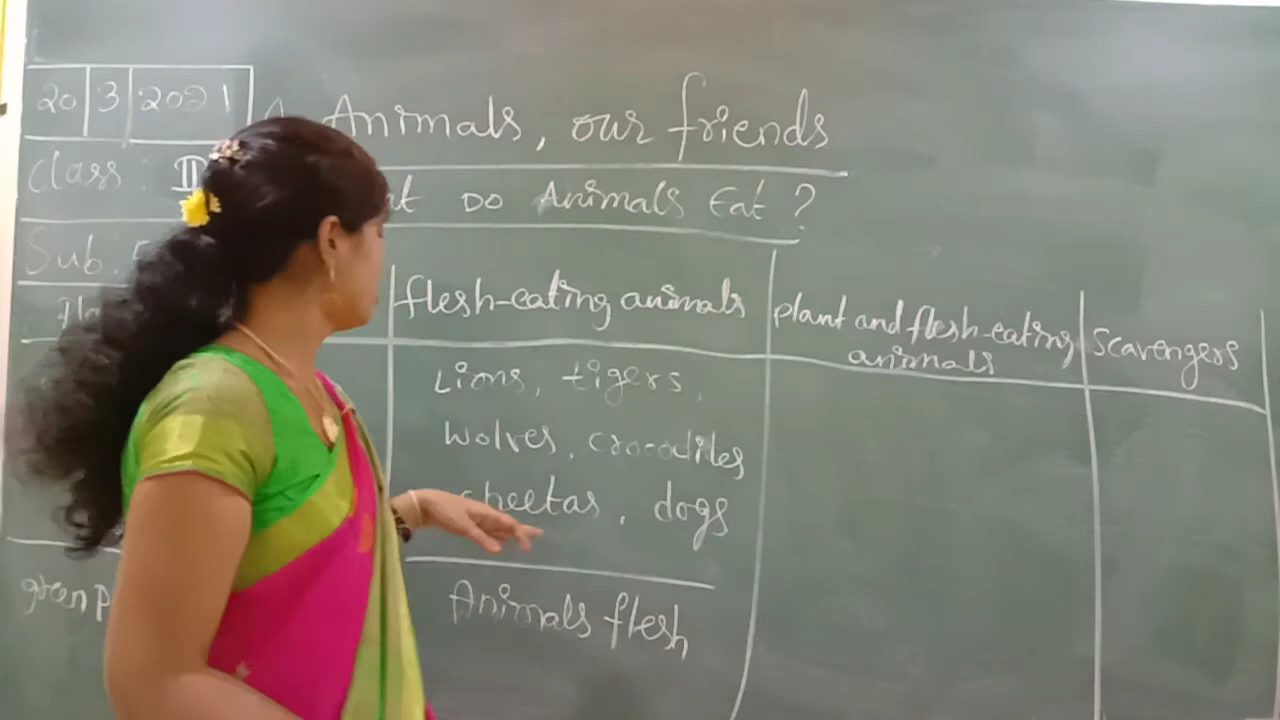 20 3 2021
Animals, our friends
Class : II
Do Animals Eat ?
Sub :
flesh-eating animals
plant and flesh-eating
animals
Scavengers
Lions, tigers,
Wolves, crocodiles
cheetas, dogs
green
Animals flesh